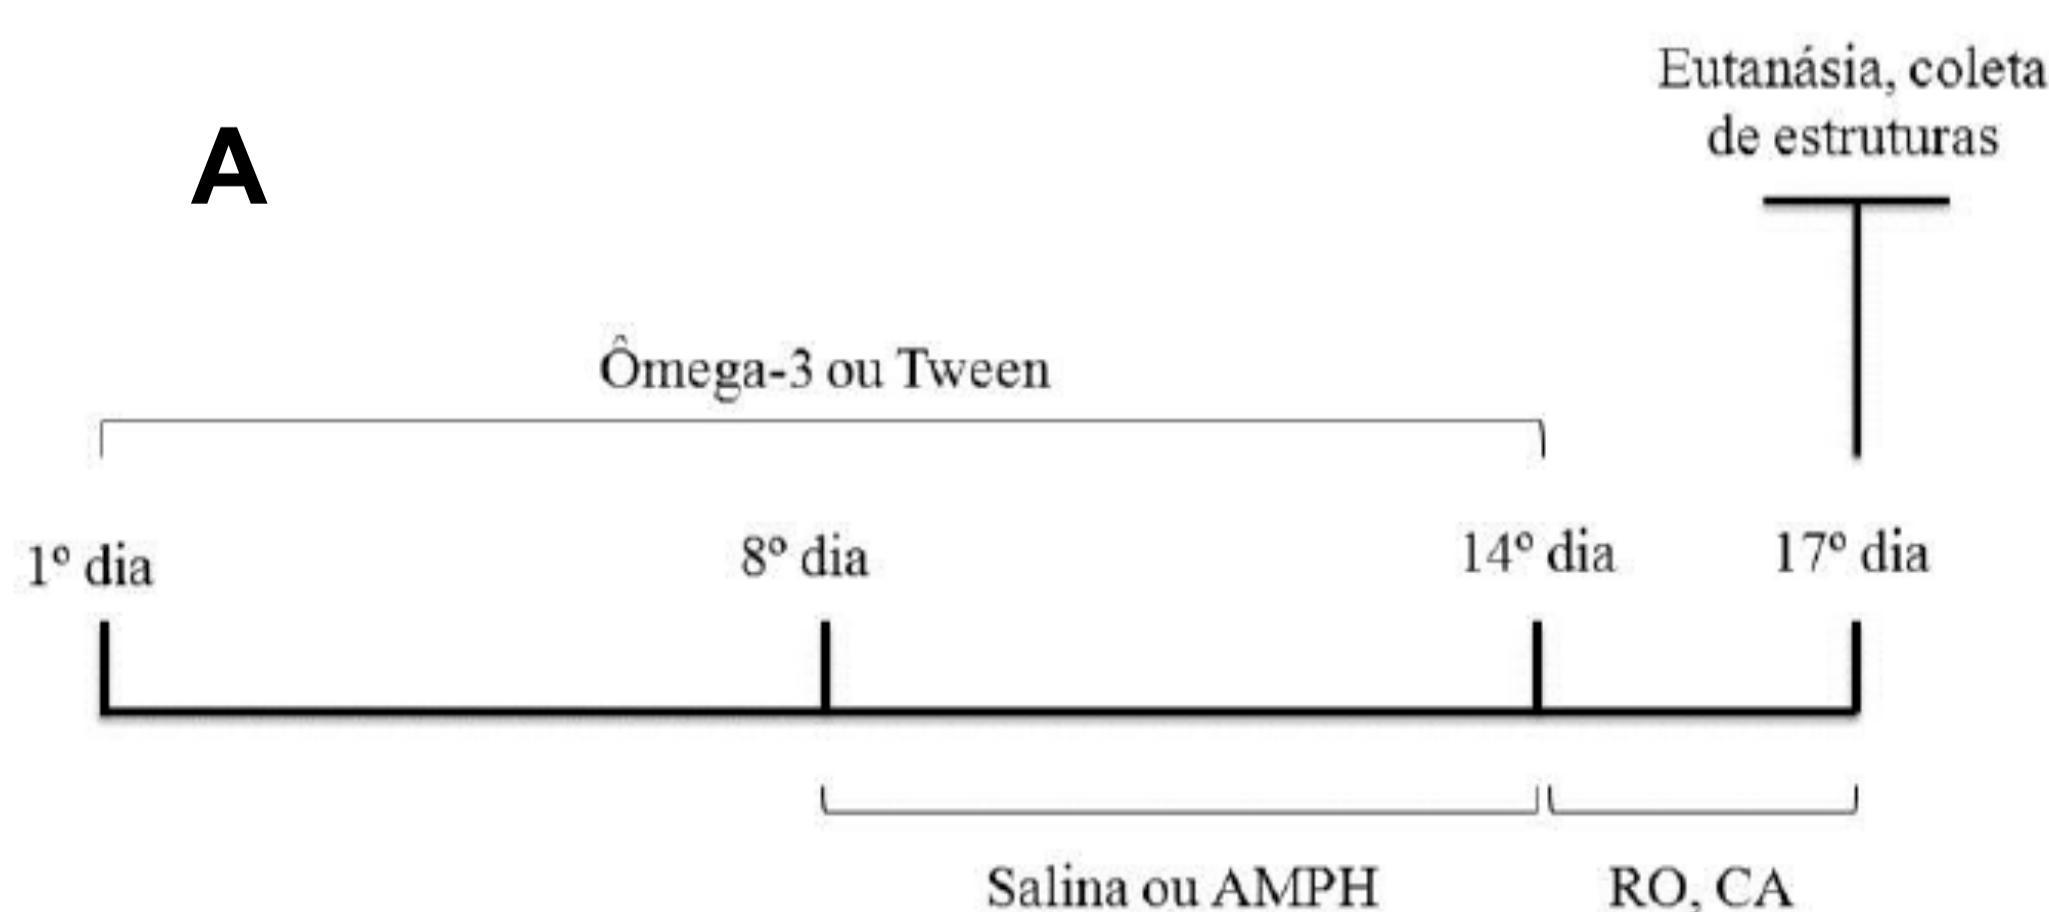 Eutanásia, coleta
de estruturas
A
Ômega-3 ou Tween
1º dia
8º dia
14º dia
17º dia
Salina ou AMPH
RO, CA